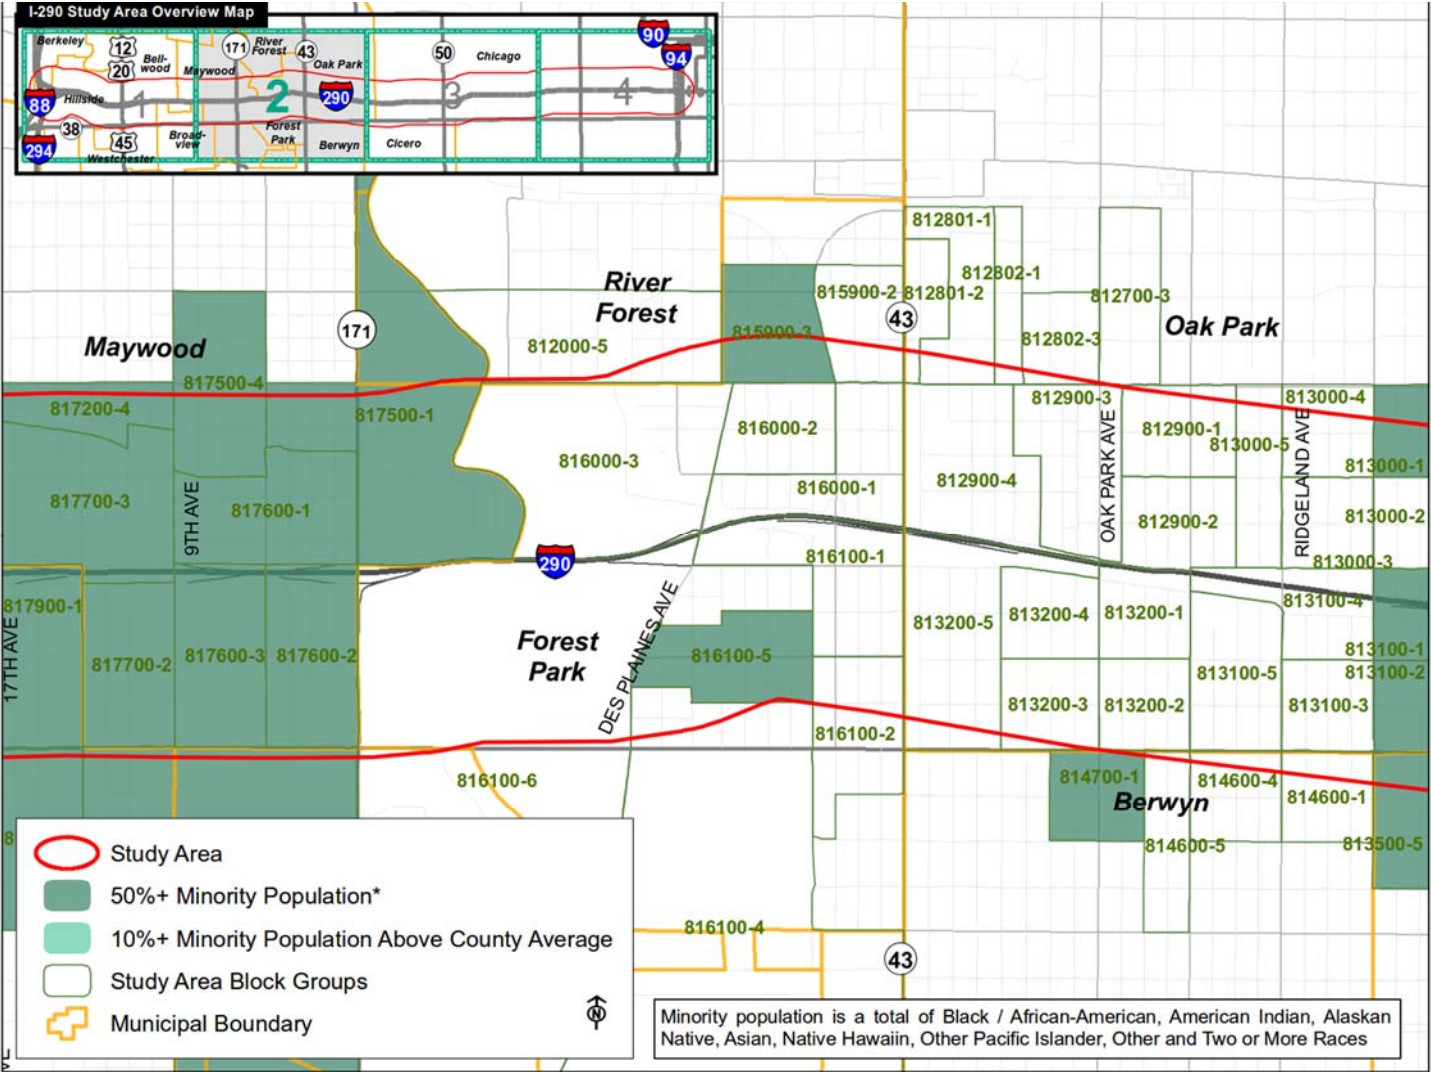 I-290 Study Area Overview Map
Berkeley
12
20
Bell-
wood
Maywood
171
River
Forest
43
Oak Park
50
Chicago
90
94
88
Hillside
1
2
290
3
4
38
45
294
Westchester
Broad-
view
Forest
Park
Berwyn
Cicero
812801-1
812802-1
River
Forest
815900-2
812801-2
812700-3
43
171
Oak Park
815900-3
812802-3
812000-5
Maywood
817500-4
817200-4
817500-1
812900-3
813000-4
816000-2
812900-1
813000-5
816000-3
813000-1
812900-4
816000-1
817700-3
817600-1
9TH AVE
OAK PARK AVE
RIDGELAND AVE
812900-2
813000-2
290
816100-1
813000-3
817900-1
813100-4
813200-5
813200-4
813200-1
17TH AVE
817700-2
817600-3
817600-2
Forest
Park
DES PLAINES AVE
816100-5
813100-1
813100-5
813100-2
813200-3
813200-2
813100-3
816100-2
816100-6
814700-1
814600-4
814600-1
Berwyn
8
814600-5
813500-5
816100-4
43
Study Area
50%+ Minority Population*
10%+ Minority Population Above County Average
Study Area Block Groups
Municipal Boundary
N
Minority population is a total of Black / African-American, American Indian, Alaskan
Native, Asian, Native Hawaiin, Other Pacific Islander, Other and Two or More Races